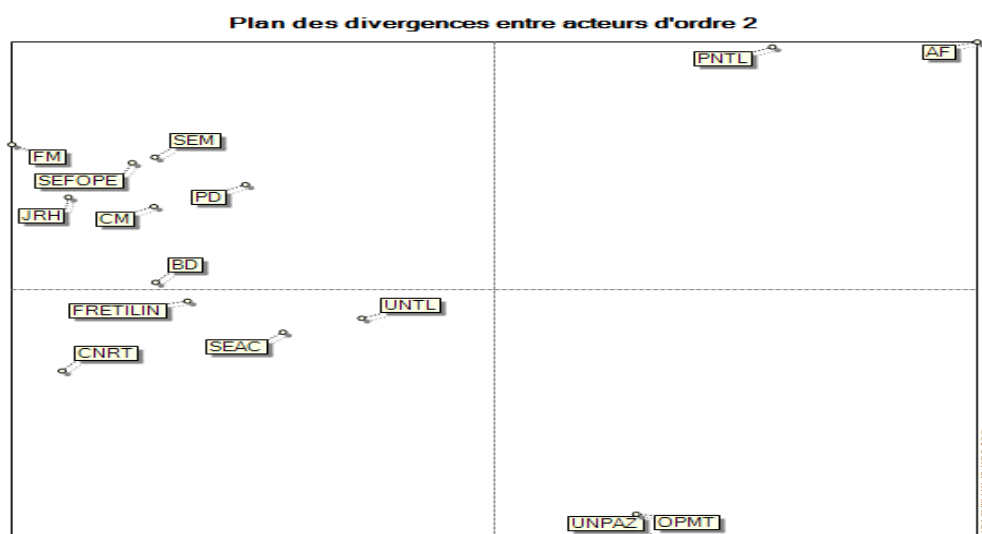 Plan des divergences entre acteurs d'ordre 2
PNTL
AF
SEM
FM
SEFOPE
PD
JRH
CM
BD
FRETILIN
UNTL
SEAC
CNRT
UNPAZ
OPMT